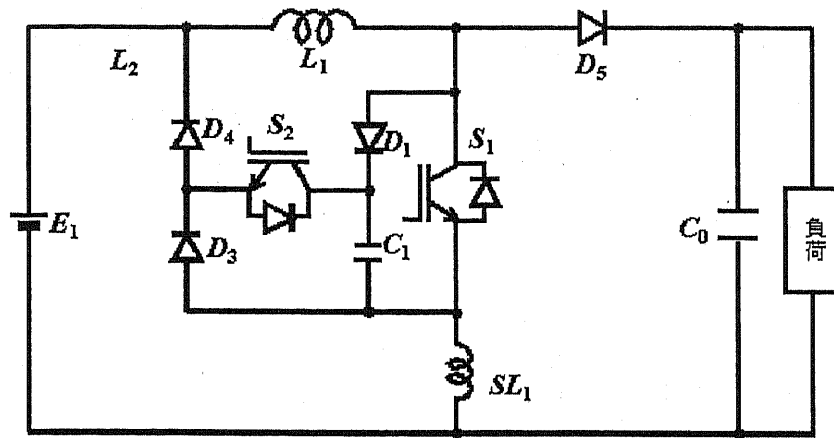 L₁
D₅
L₂
D₄
S₂
D₁
S₁
E₁
D₃
C₁
C₀
負荷
SL₁